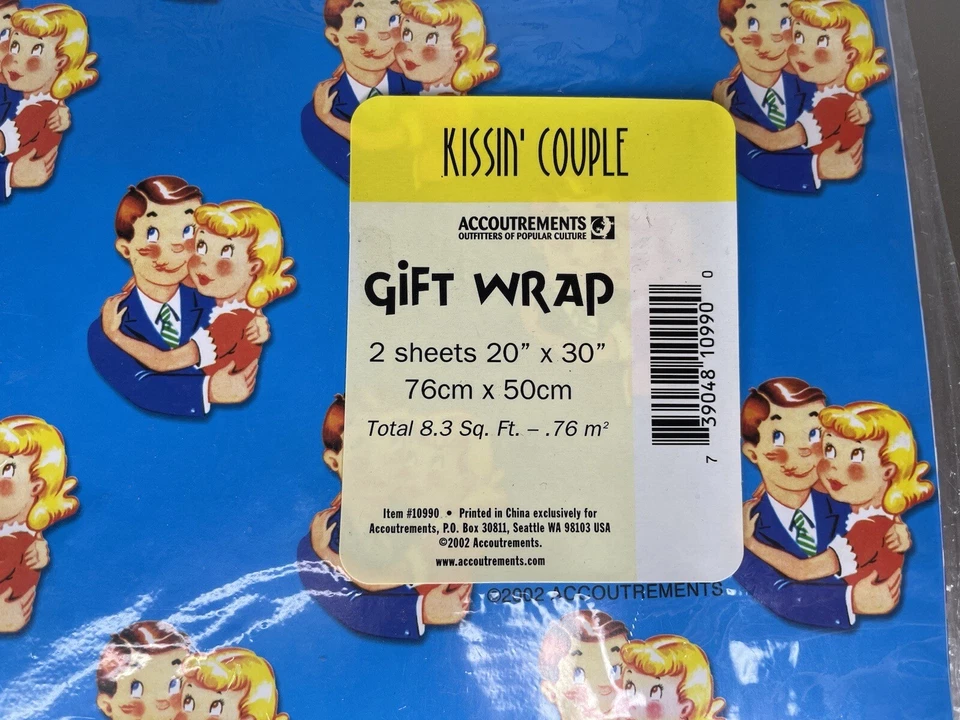 KISSIN' COUPLE
ACCOUTREMENTS
OUTFITTERS OF POPULAR CULTURE
GiFT WRAP
2 sheets 20” x 30”
76cm x 50cm
Total 8.3 Sq. Ft. – .76 m²
Item #10990 • Printed in China exclusively for
Accoutrements, P.O. Box 30811, Seattle WA 98103 USA
©2002 Accoutrements.
www.accoutrements.com
7 39048 10990 0
©2002 ACCOUTREMENTS